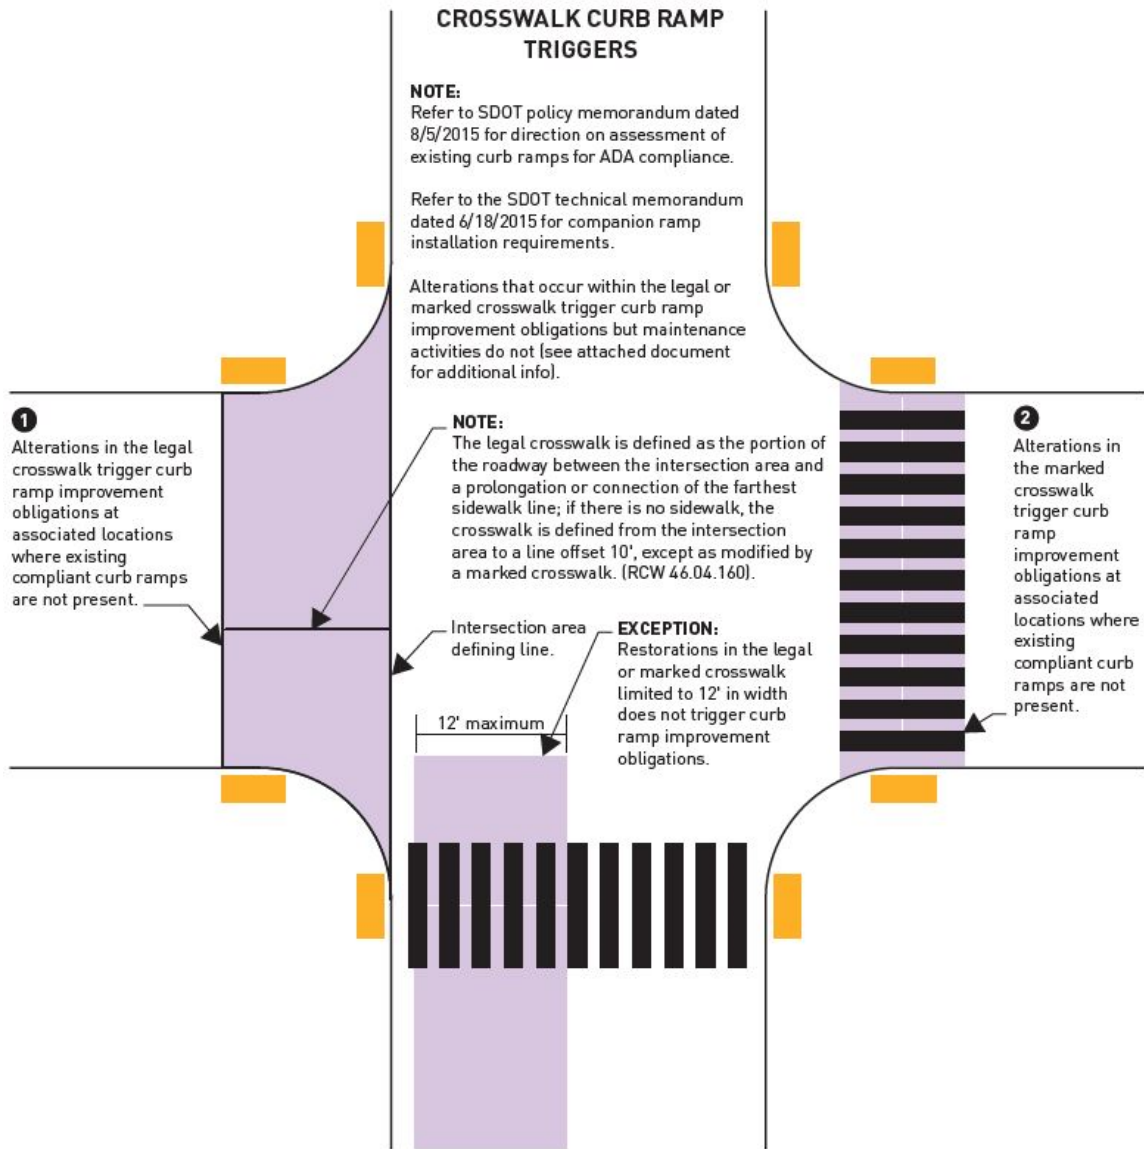 CROSSWALK CURB RAMP
TRIGGERS
NOTE:
Refer to SDOT policy memorandum dated
8/5/2015 for direction on assessment of
existing curb ramps for ADA compliance.
Refer to the SDOT technical memorandum
dated 6/18/2015 for companion ramp
installation requirements.
Alterations that occur within the legal or
marked crosswalk trigger curb ramp
improvement obligations but maintenance
activities do not (see attached document
for additional info).
1
Alterations in the legal
crosswalk trigger curb
ramp improvement
obligations at
associated locations
where existing
compliant curb ramps
are not present.
NOTE:
The legal crosswalk is defined as the portion of
the roadway between the intersection area and
a prolongation or connection of the farthest
sidewalk line; if there is no sidewalk, the
crosswalk is defined from the intersection
area to a line offset 10', except as modified by
a marked crosswalk. (RCW 46.04.160).
2
Alterations in
the marked
crosswalk
trigger curb
ramp
improvement
obligations at
associated
locations where
existing
compliant curb
ramps are not
present.
Intersection area
defining line.
EXCEPTION:
Restorations in the legal
or marked crosswalk
limited to 12' in width
does not trigger curb
ramp improvement
obligations.
12' maximum